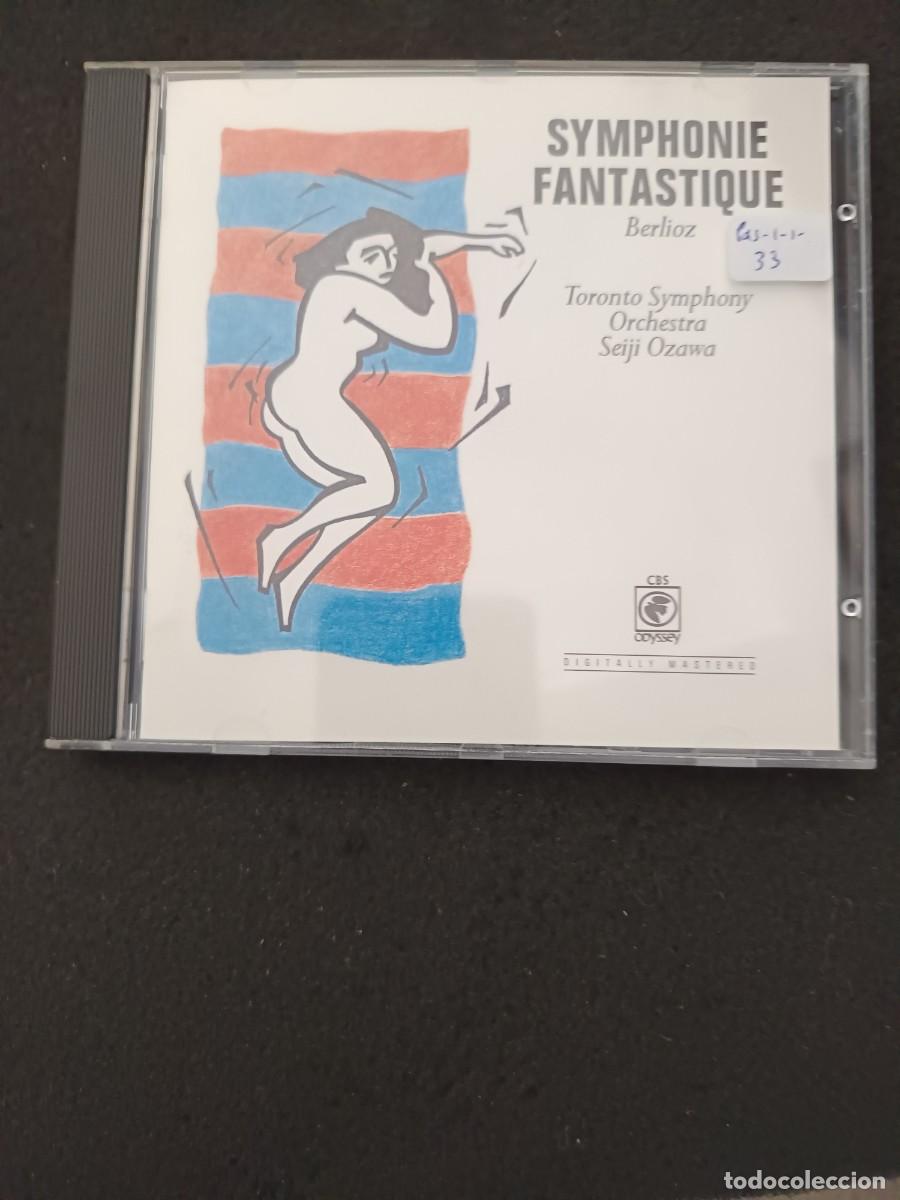 SYMPHONIE
FANTASTIQUE
Berlioz
33
Toronto Symphony
Orchestra
Seiji Ozawa
CBS
ODYSSEY
DIGITALLY MASTERED
todocoleccion